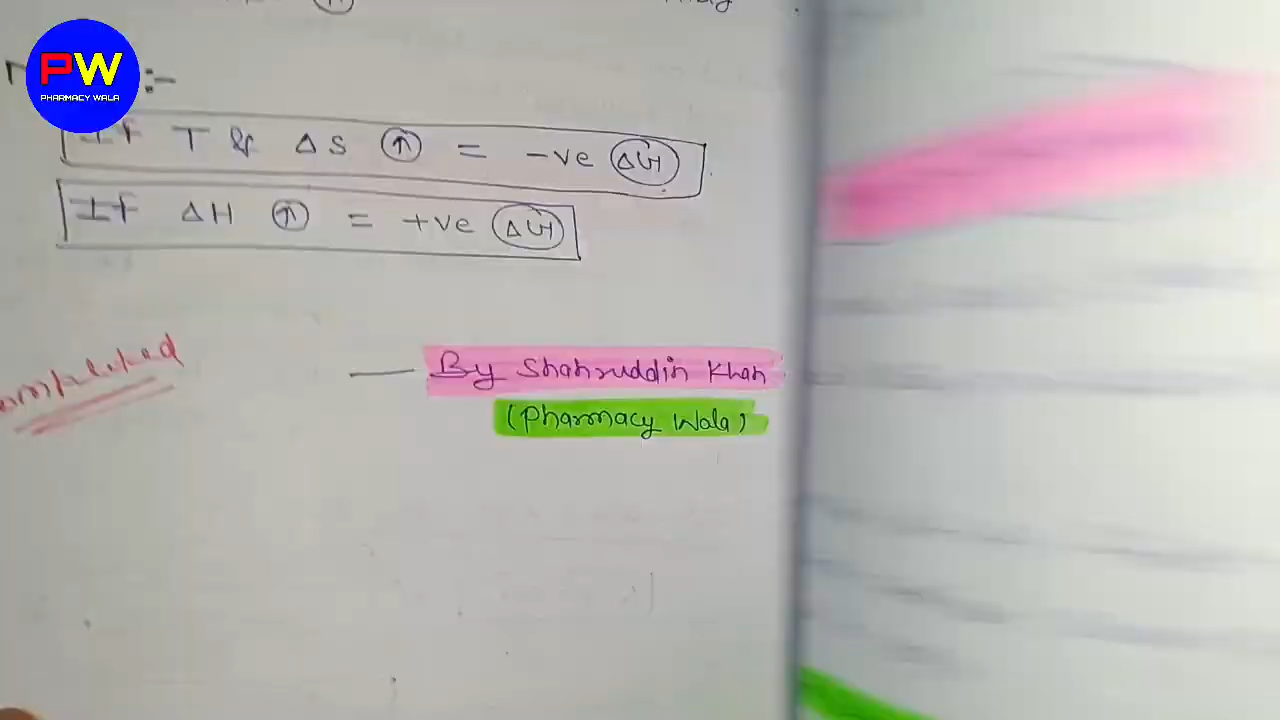 PW
PHARMACY WALA
:-
If T & ΔS ↑ = -ve ΔG
If ΔH ↑ = +ve ΔG
— By Shahruddin Khan
(Pharmacy Wala)